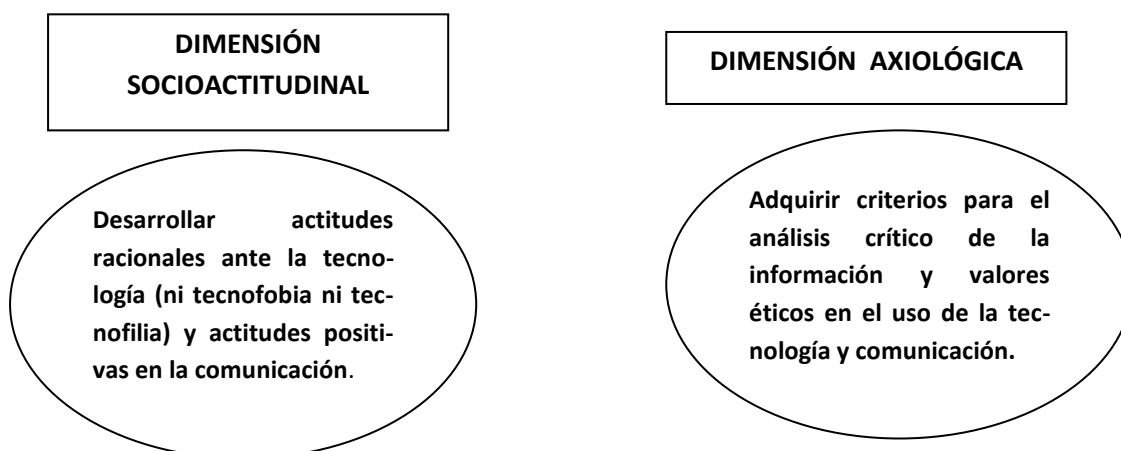 DIMENSIÓN
SOCIOACTITUDINAL
Desarrollar actitudes
racionales ante la tecno-
logía (ni tecnofobia ni tec-
nofilia) y actitudes positi-
vas en la comunicación.
DIMENSIÓN AXIOLÓGICA
Adquirir criterios para el
análisis crítico de la
información y valores
éticos en el uso de la tec-
nología y comunicación.